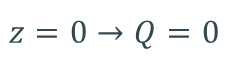 z = 0 → Q = 0